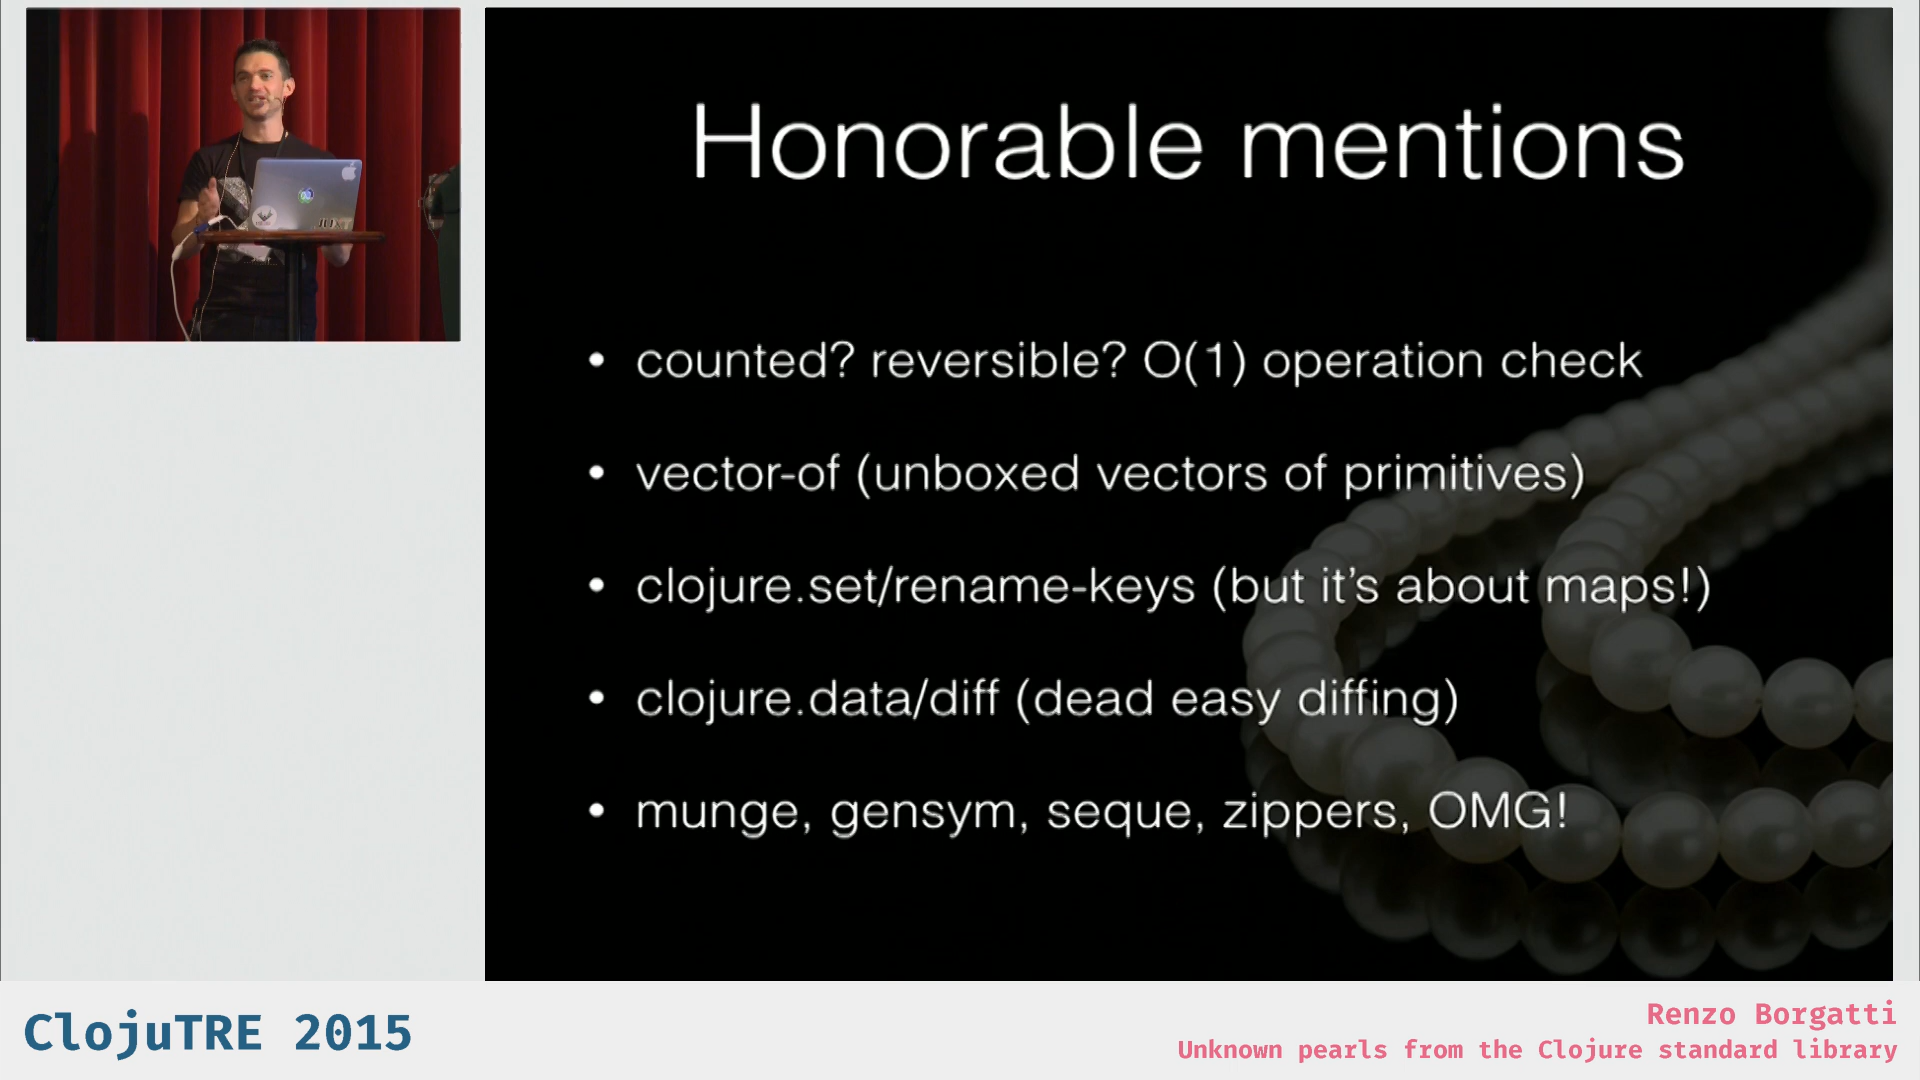 Honorable mentions
• counted? reversible? O(1) operation check
• vector-of (unboxed vectors of primitives)
• clojure.set/rename-keys (but it’s about maps!)
• clojure.data/diff (dead easy diffing)
• munge, gensym, seque, zippers, OMG!
ClojuTRE 2015
Renzo Borgatti
Unknown pearls from the Clojure standard library